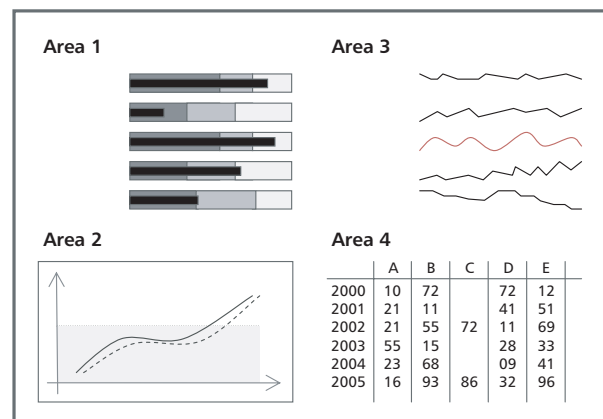 Area 1
Area 3
Area 2
Area 4
A B C D E
2000 10 72 72 12
2001 21 11 41 51
2002 21 55 72 11 69
2003 55 15 28 33
2004 23 68 09 41
2005 16 93 86 32 96